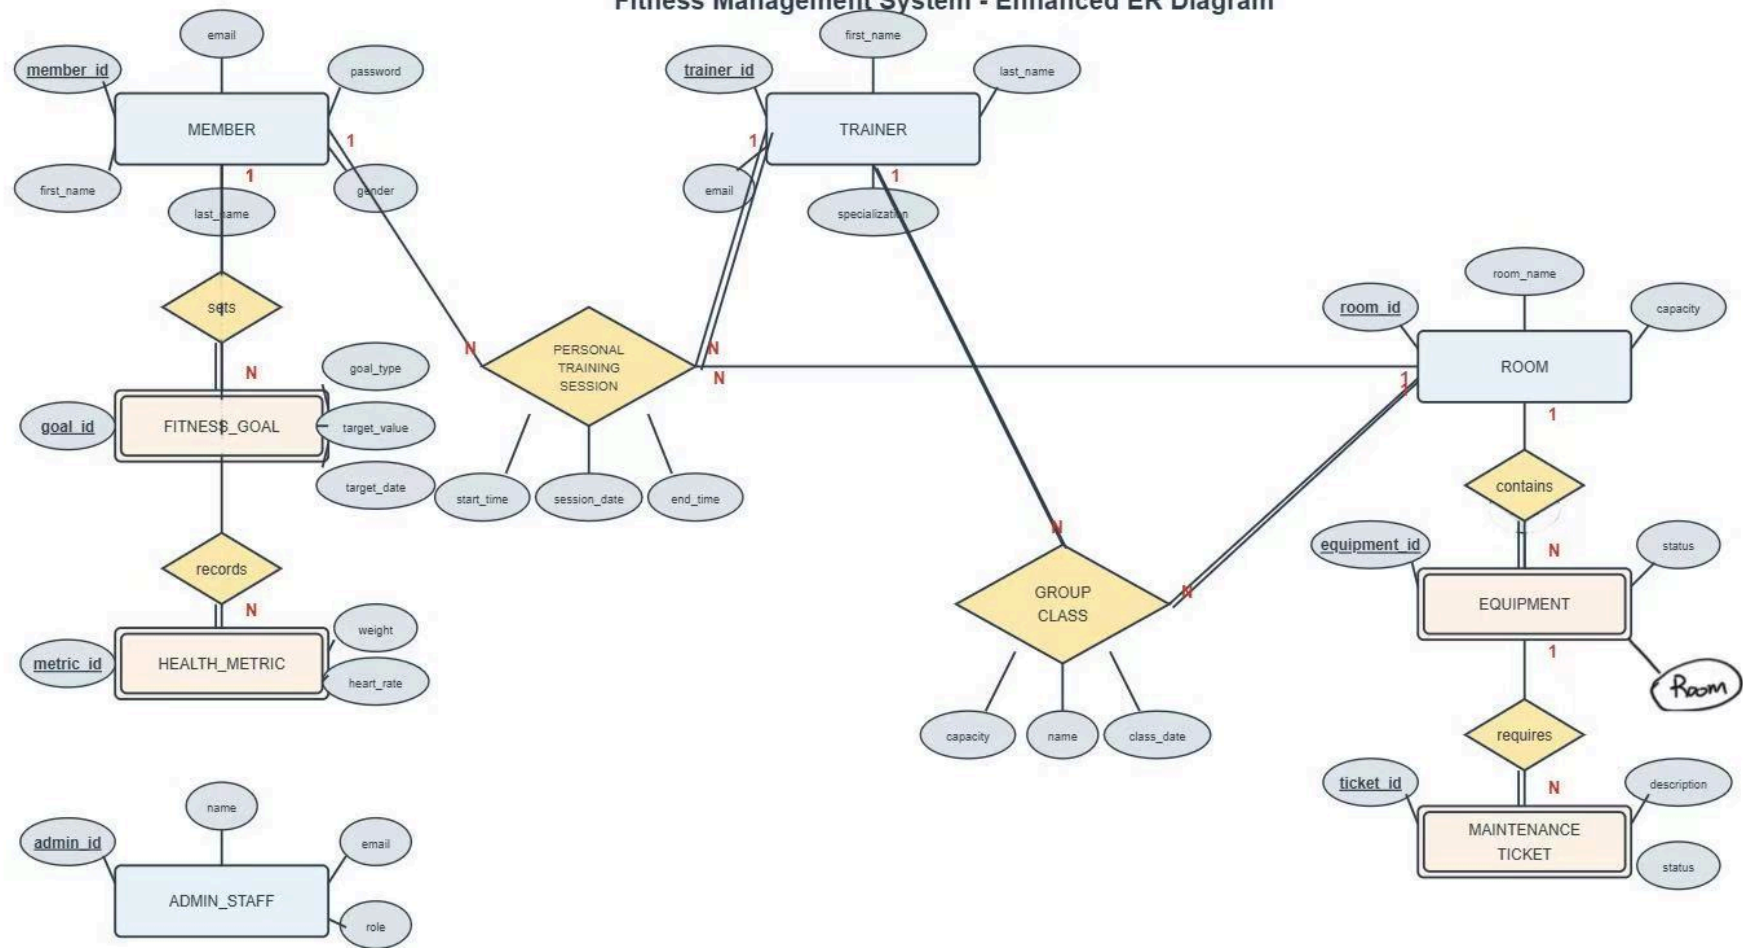 Fitness Management System - Enhanced ER Diagram
email
member_id
password
MEMBER
1
1
first_name
last_name
gender
first_name
trainer_id
last_name
TRAINER
1
1
email
specialization
sets
N
goal_type
goal_id
FITNESS_GOAL
target_value
target_date
records
N
weight
metric_id
HEALTH_METRIC
heart_rate
N
PERSONAL
TRAINING
SESSION
N
N
start_time
session_date
end_time
room_name
room_id
capacity
ROOM
1
1
contains
N
equipment_id
status
EQUIPMENT
1
Room
requires
N
ticket_id
description
MAINTENANCE
TICKET
status
N
GROUP
CLASS
N
capacity
name
class_date
name
admin_id
email
ADMIN_STAFF
role